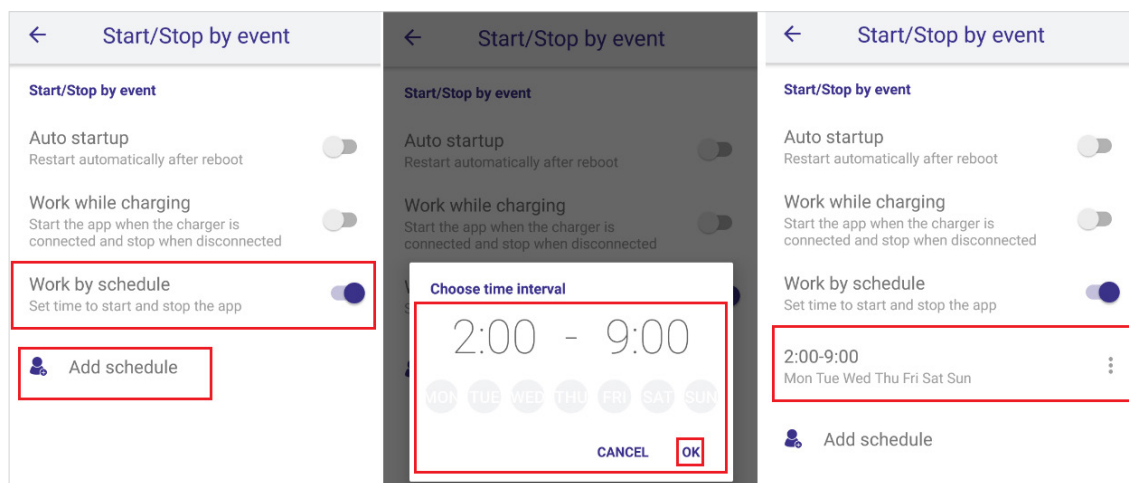 Start/Stop by event
Start/Stop by event
Auto startup
Restart automatically after reboot
Work while charging
Start the app when the charger is
connected and stop when disconnected
Work by schedule
Set time to start and stop the app
Add schedule
Start/Stop by event
Start/Stop by event
Auto startup
Restart automatically after reboot
Work while charging
Start the app when the charger is
connected and stop when disconnected
Choose time interval
2:00 - 9:00
MON TUE WED THU FRI SAT SUN
CANCEL OK
Start/Stop by event
Start/Stop by event
Auto startup
Restart automatically after reboot
Work while charging
Start the app when the charger is
connected and stop when disconnected
Work by schedule
Set time to start and stop the app
2:00-9:00
Mon Tue Wed Thu Fri Sat Sun
Add schedule